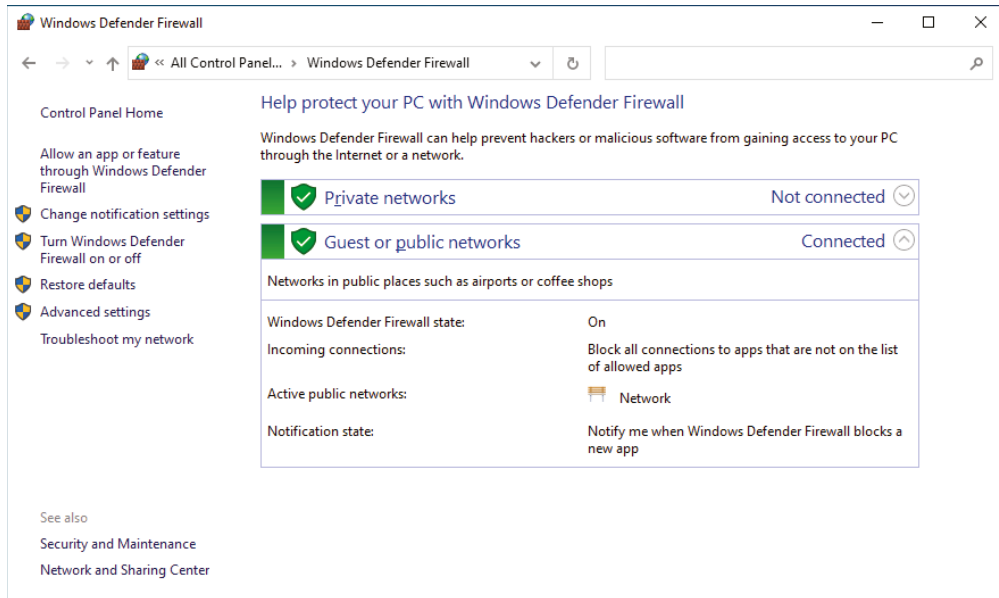 Windows Defender Firewall
« All Control Panel... › Windows Defender Firewall
Control Panel Home
Allow an app or feature
through Windows Defender
Firewall
Change notification settings
Turn Windows Defender
Firewall on or off
Restore defaults
Advanced settings
Troubleshoot my network
Help protect your PC with Windows Defender Firewall
Windows Defender Firewall can help prevent hackers or malicious software from gaining access to your PC
through the Internet or a network.
Private networks Not connected
Guest or public networks Connected
Networks in public places such as airports or coffee shops
Windows Defender Firewall state: On
Incoming connections: Block all connections to apps that are not on the list
of allowed apps
Active public networks: Network
Notification state: Notify me when Windows Defender Firewall blocks a
new app
See also
Security and Maintenance
Network and Sharing Center